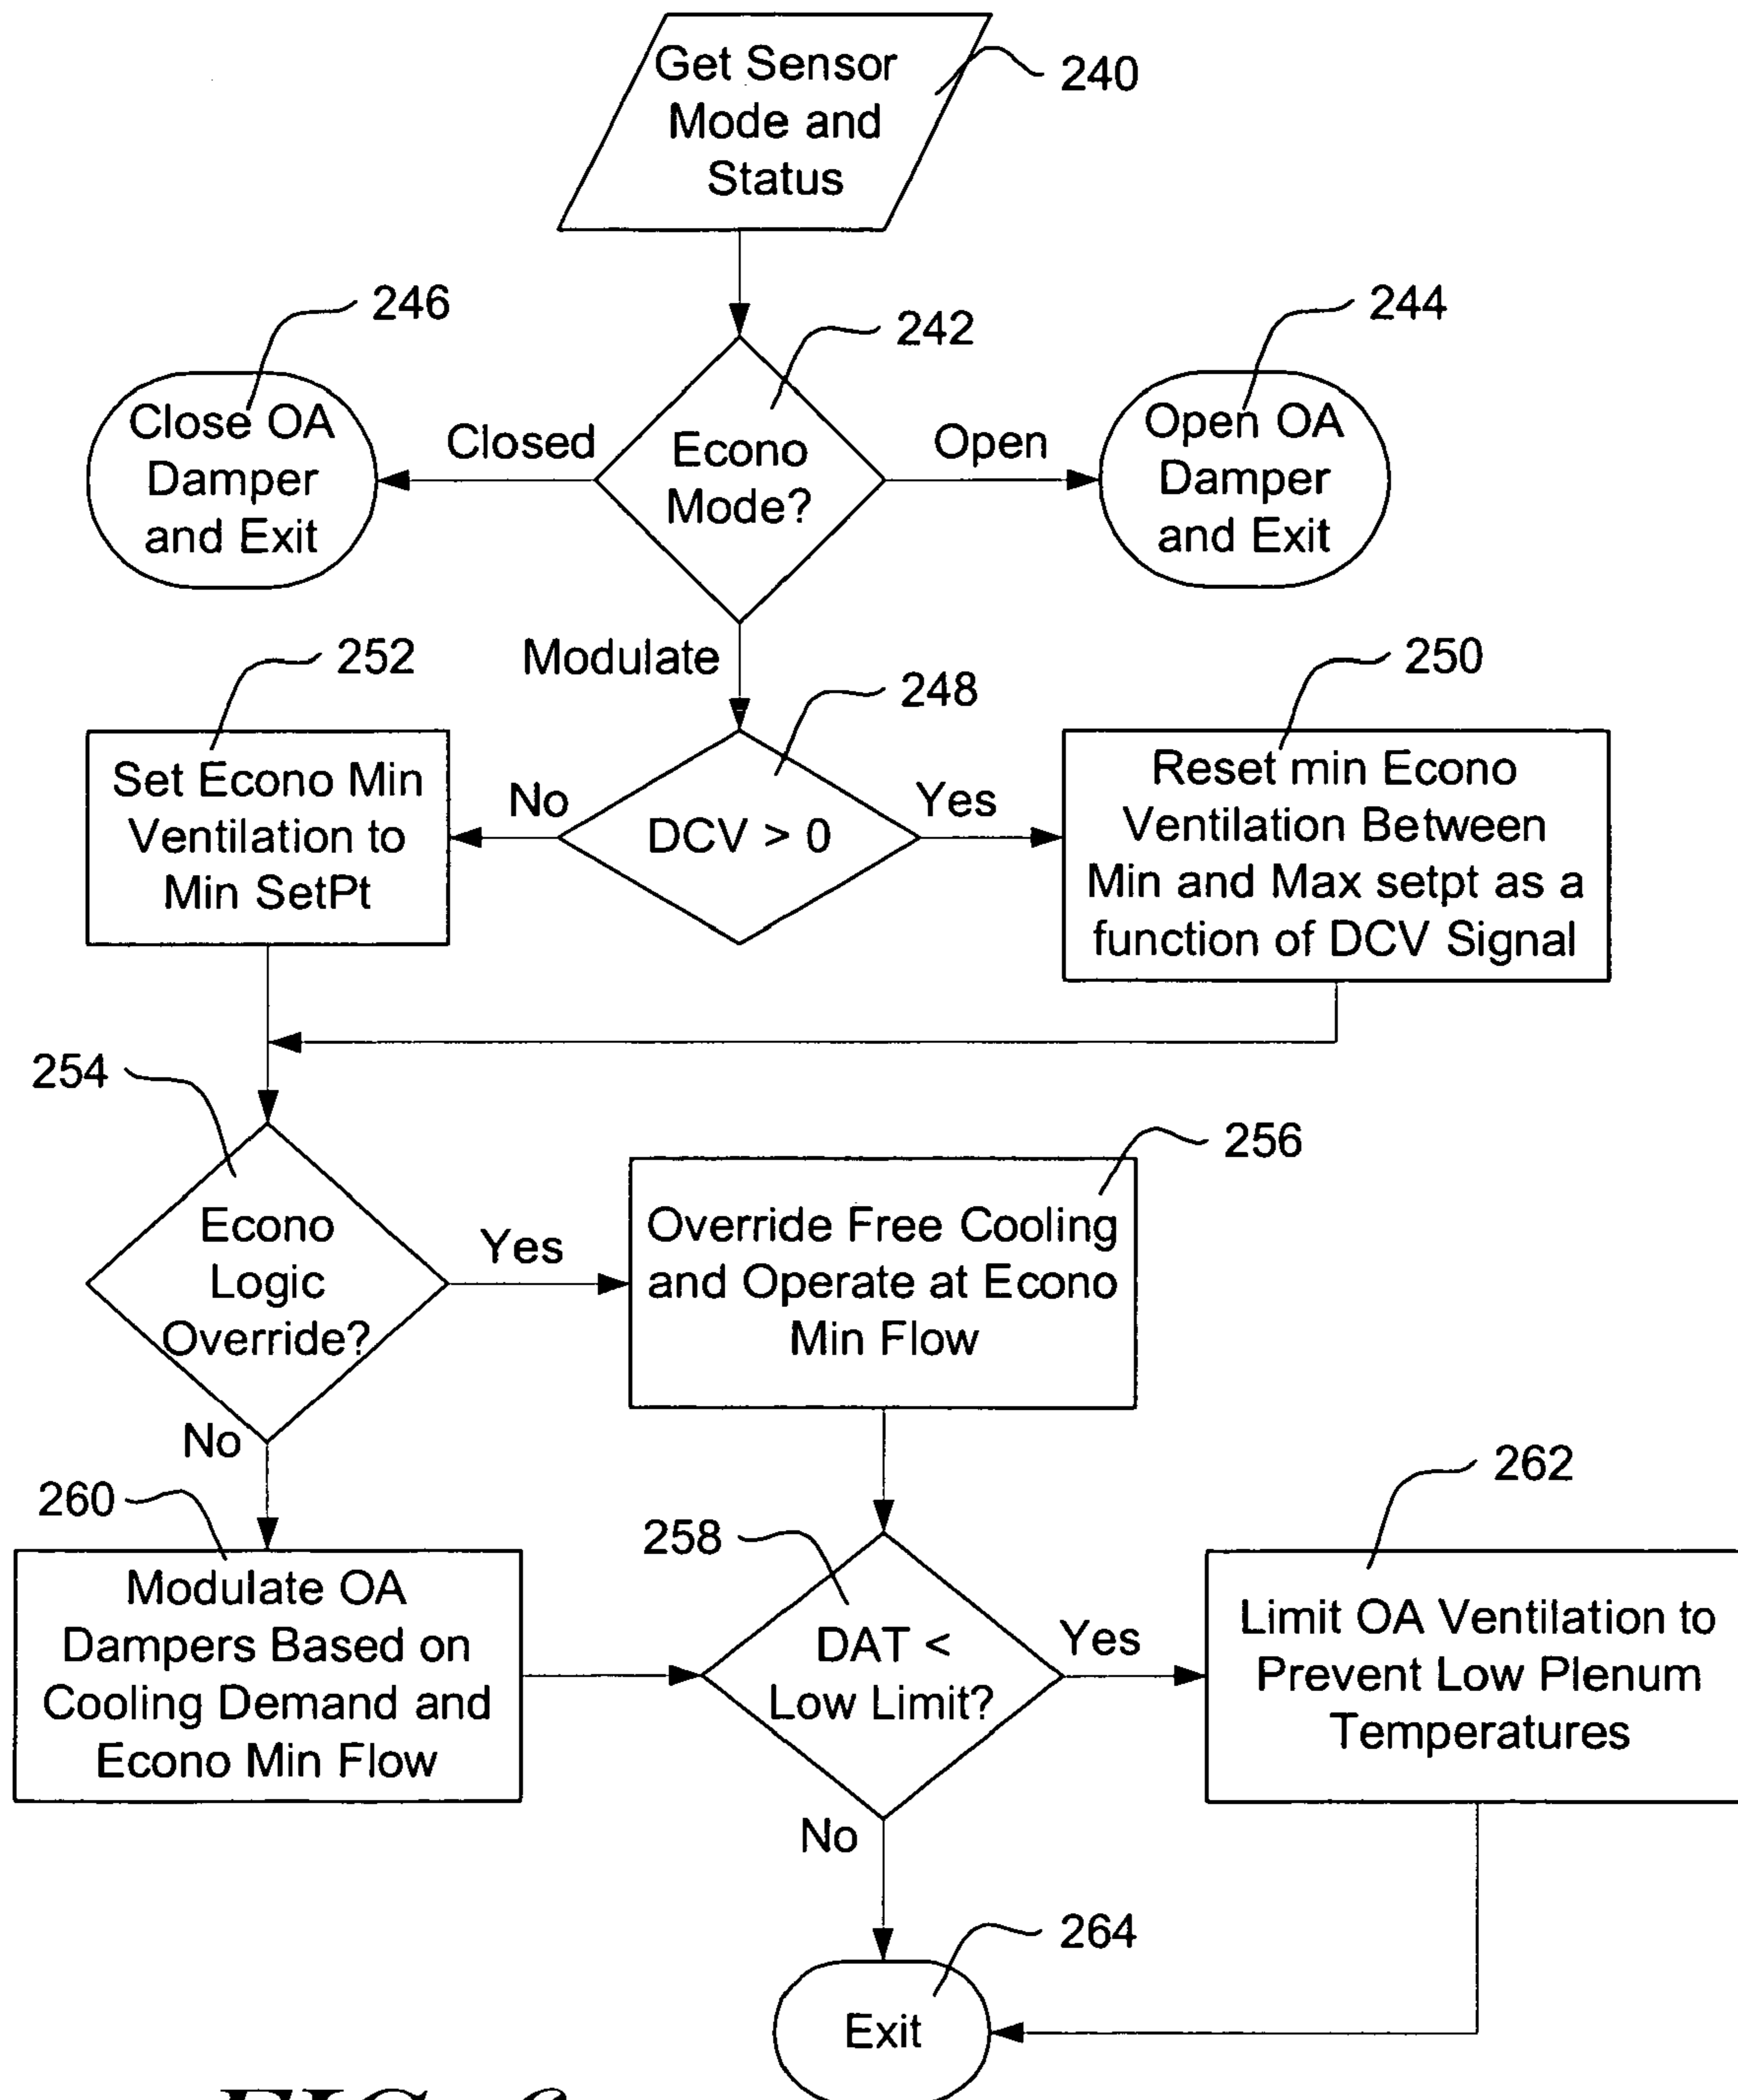 Get Sensor
Mode and
Status
240
246
242
244
Close OA
Damper
and Exit
Closed
Econo
Mode?
Open
Open OA
Damper
and Exit
Modulate
252
248
250
Set Econo Min
Ventilation to
Min SetPt
No
DCV > 0
Yes
Reset min Econo
Ventilation Between
Min and Max setpt as a
function of DCV Signal
254
256
Econo
Logic
Override?
Yes
Override Free Cooling
and Operate at Econo
Min Flow
No
260
258
262
Modulate OA
Dampers Based on
Cooling Demand and
Econo Min Flow
DAT <
Low Limit?
Yes
Limit OA Ventilation to
Prevent Low Plenum
Temperatures
No
264
Exit